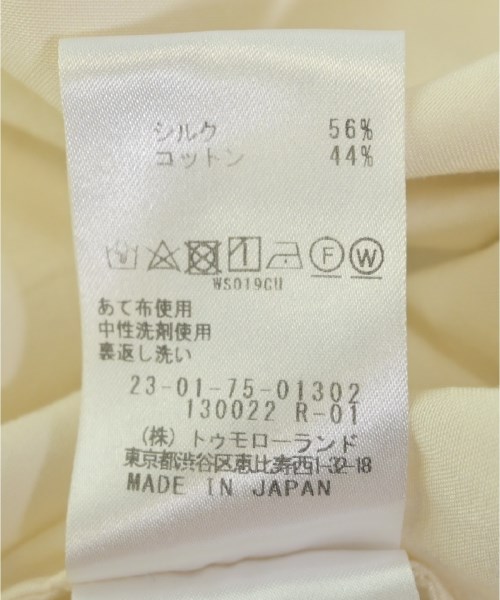 シルク 56%
コットン 44%
F W
WS019GU
あて布使用
中性洗剤使用
裏返し洗い
23-01-75-01302
130022 R-01
(株)トゥモローランド
東京都渋谷区恵比寿西1-32-18
MADE IN JAPAN